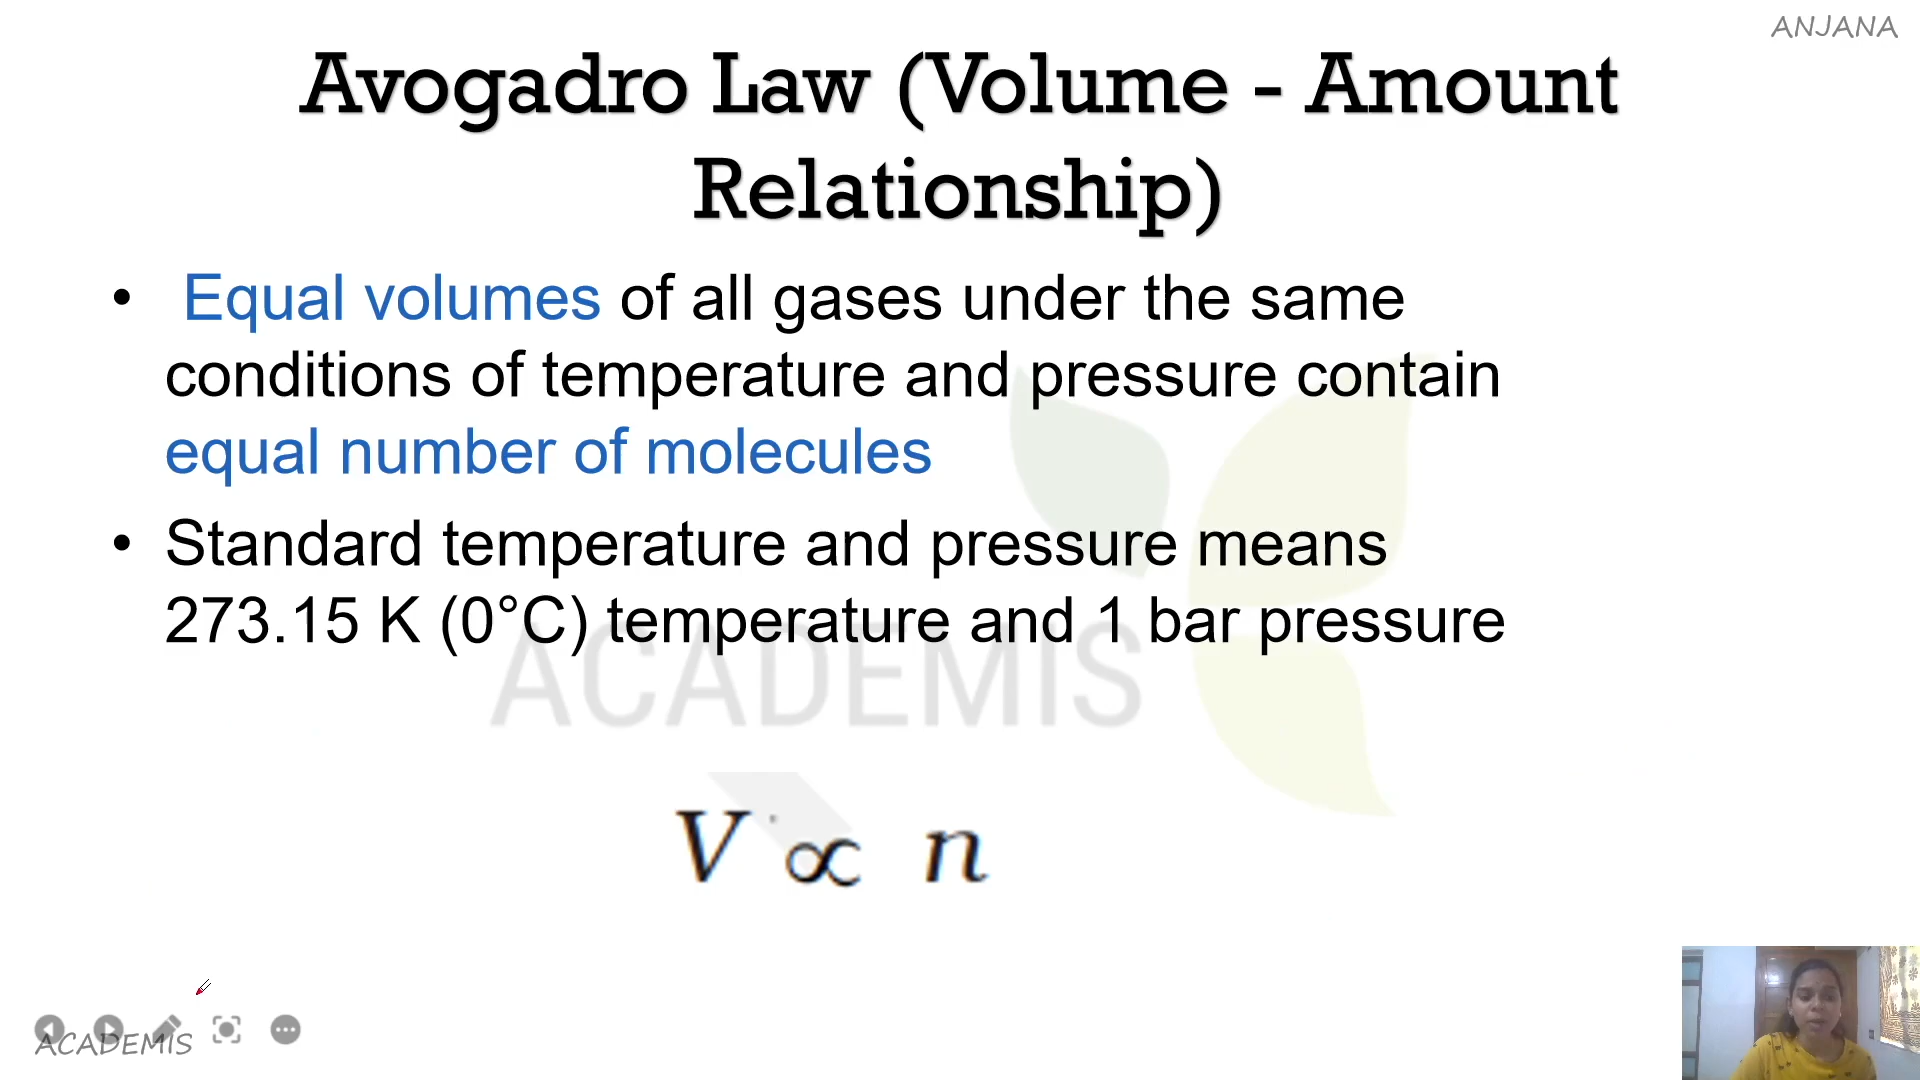 ANJANA
Avogadro Law (Volume - Amount
Relationship)
• Equal volumes of all gases under the same
conditions of temperature and pressure contain
equal number of molecules
• Standard temperature and pressure means
273.15 K (0°C) temperature and 1 bar pressure
ACADEMIS
V ∝ n
ACADEMIS